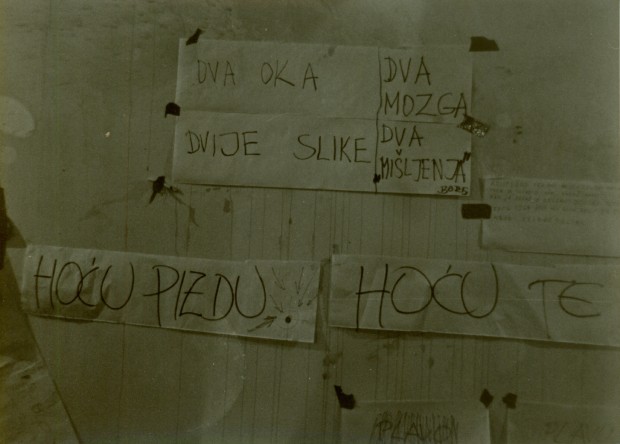 DVA OKA
DVA
MOZGA
DVIJE SLIKE
DVA
MIŠLJENJA
HOĆU PIZDU
HOĆU TE